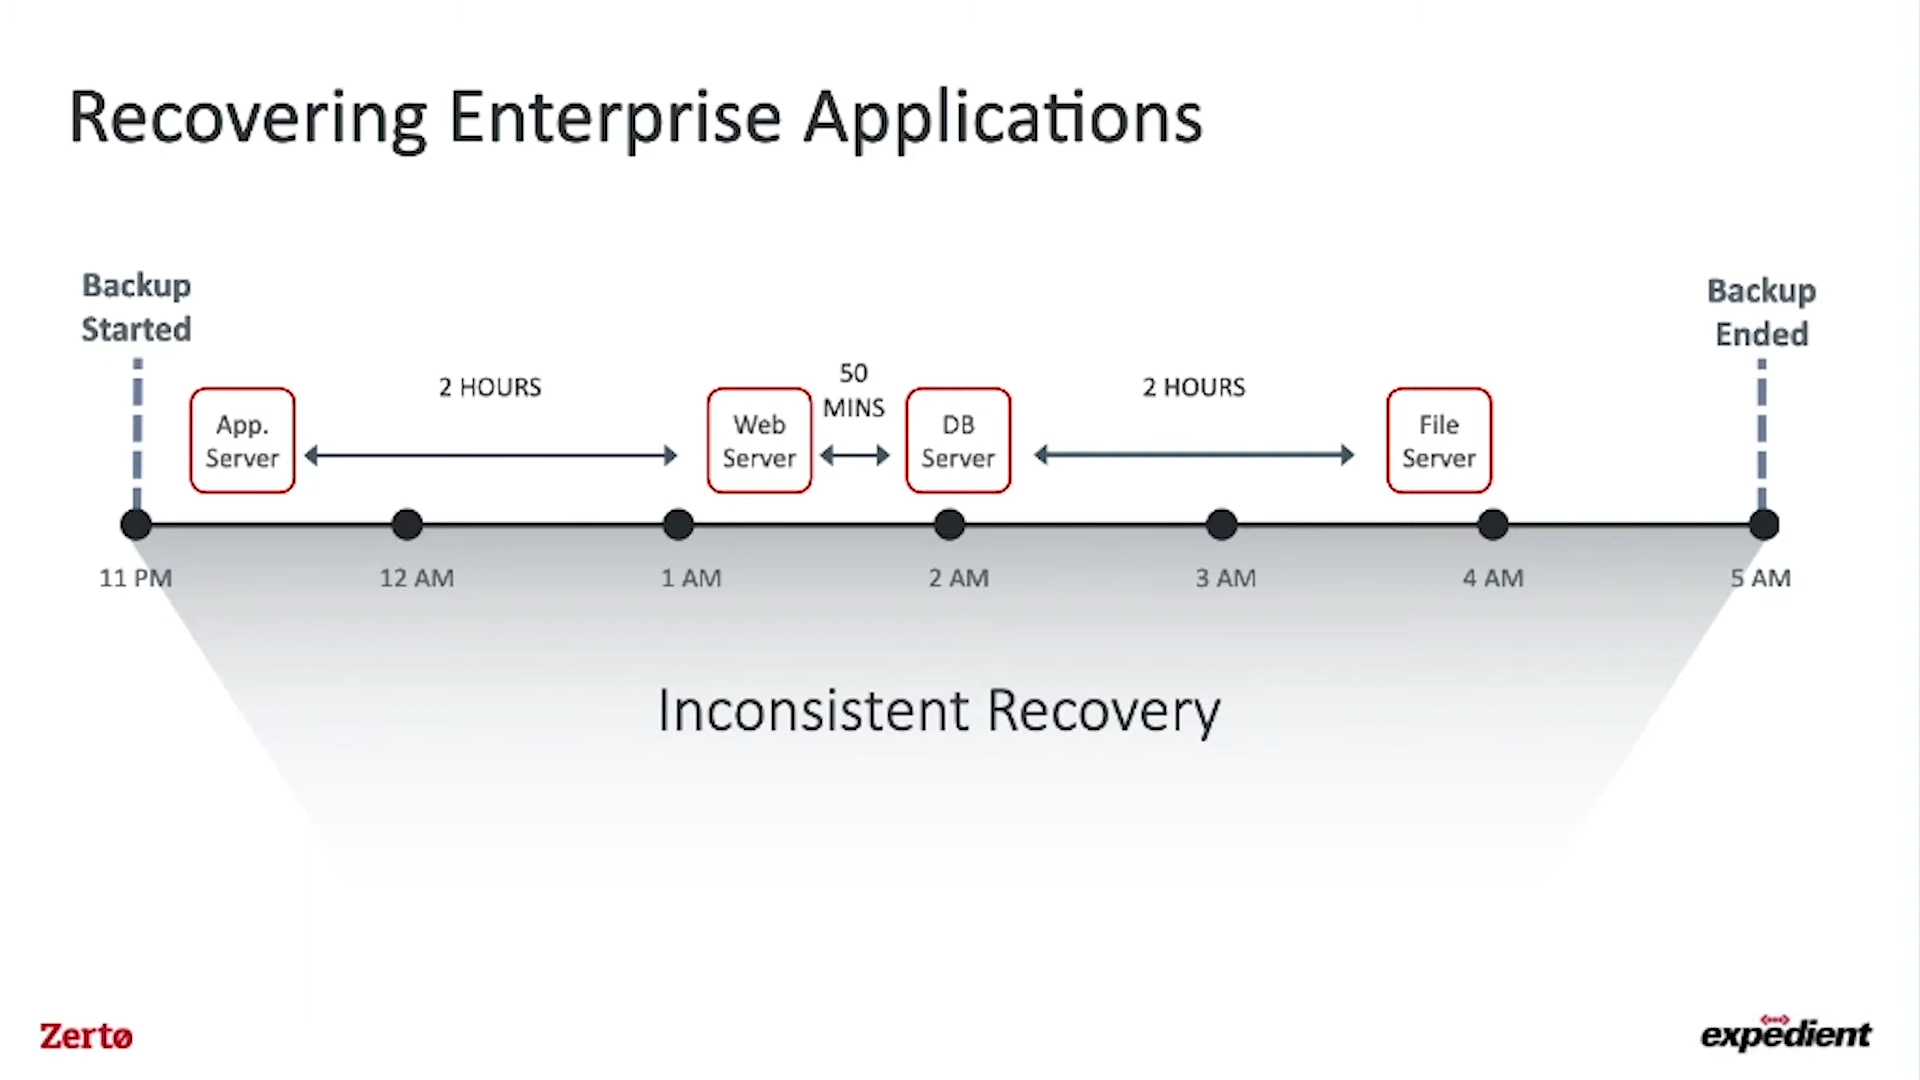 Recovering Enterprise Applications
Backup
Started
Backup
Ended
App.
Server
2 HOURS
Web
Server
50
MINS
DB
Server
2 HOURS
File
Server
11 PM
12 AM
1 AM
2 AM
3 AM
4 AM
5 AM
Inconsistent Recovery
Zerto
expedient